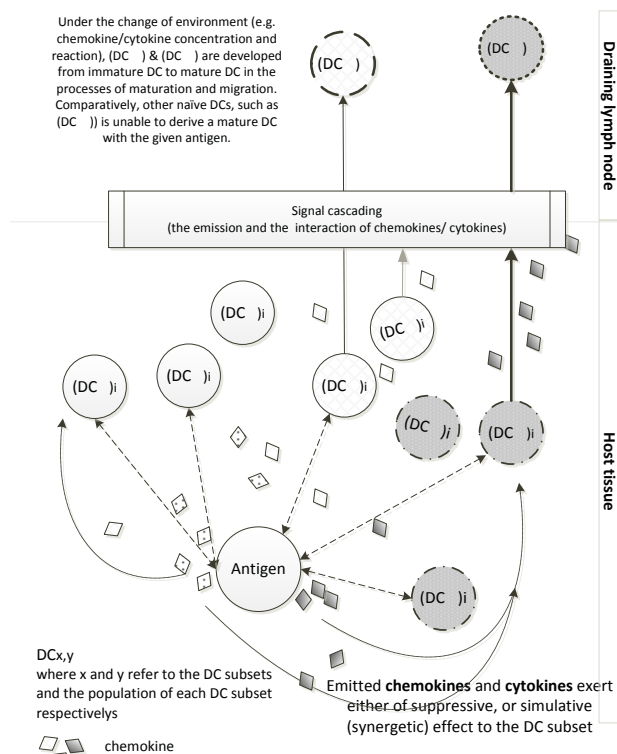 Under the change of environment (e.g.
chemokine/cytokine concentration and
reaction), (DC ) & (DC ) are developed
from immature DC to mature DC in the
processes of maturation and migration.
Comparatively, other naïve DCs, such as
(DC )) is unable to derive a mature DC
with the given antigen.
(DC )
(DC )
Draining lymph node
Signal cascading
(the emission and the interaction of chemokines/ cytokines)
(DC )i
(DC )i
(DC )i
(DC )i
(DC )i
(DC )i
(DC )i
Host tissue
Antigen
(DC )i
DCx,y
where x and y refer to the DC subsets
and the population of each DC subset
respectivelys
Emitted chemokines and cytokines exert
either of suppressive, or simulative
(synergetic) effect to the DC subset
chemokine